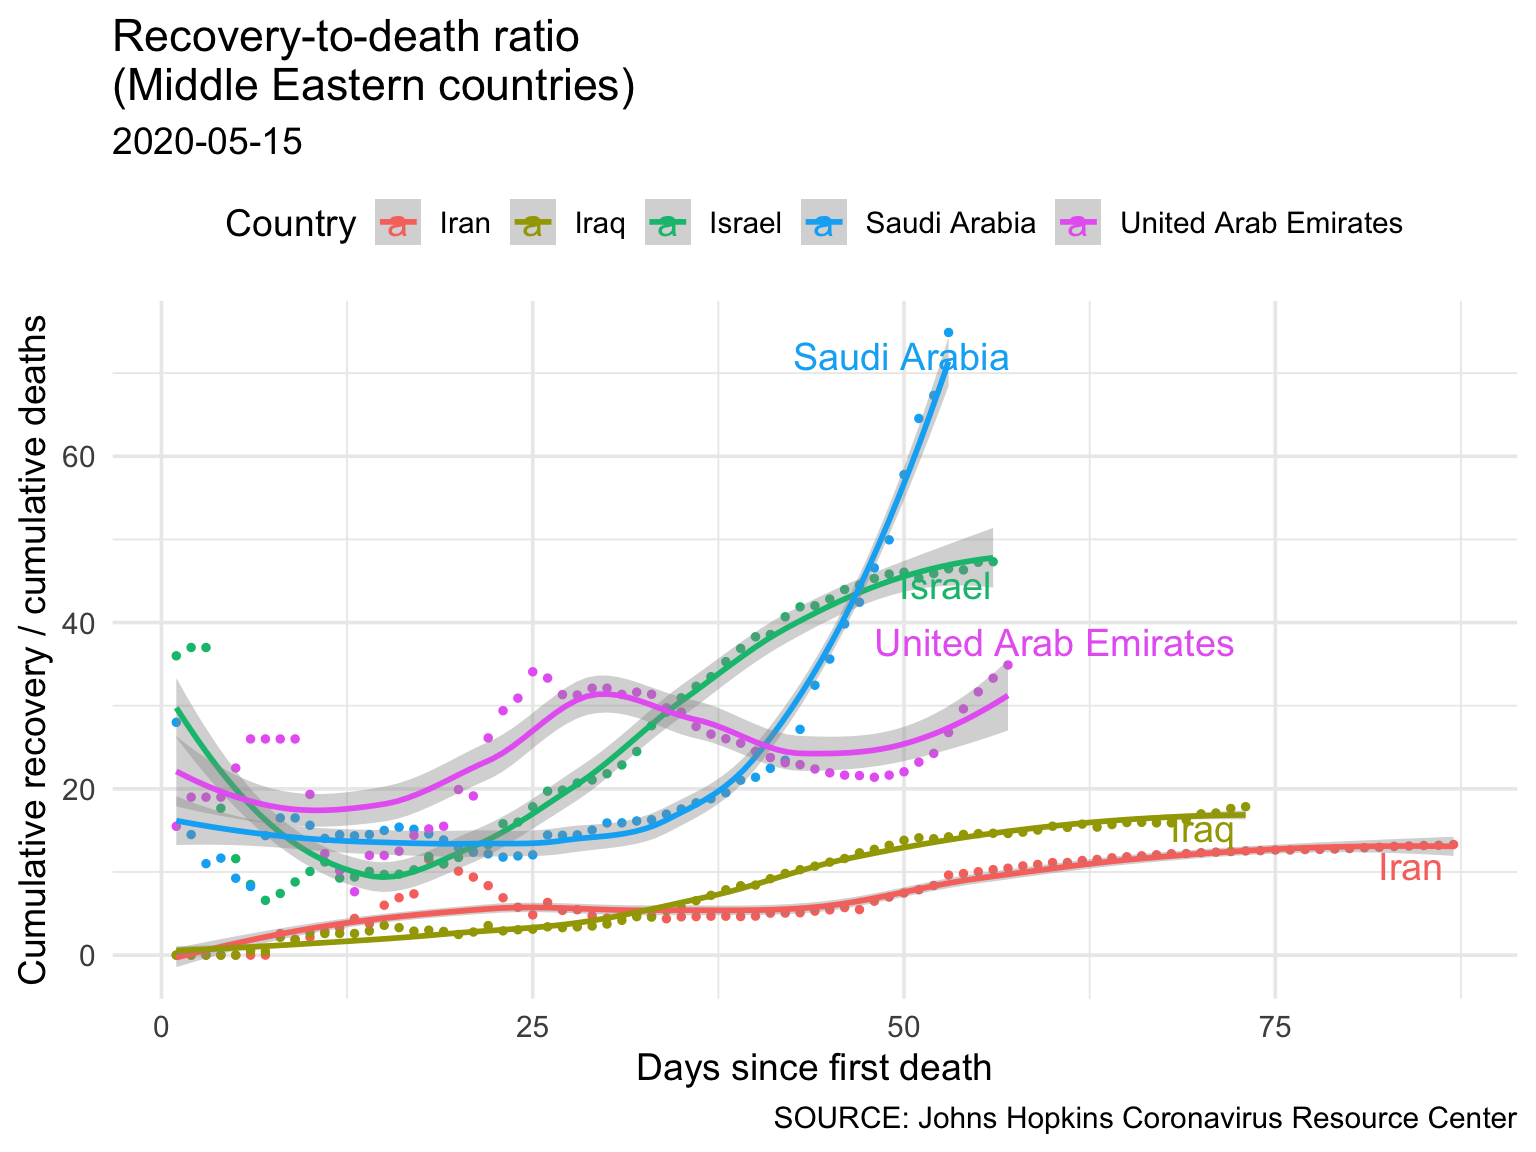 Recovery-to-death ratio
(Middle Eastern countries)
2020-05-15
Country a Iran a Iraq a Israel a Saudi Arabia a United Arab Emirates
Cumulative recovery / cumulative deaths
60
40
20
0
Saudi Arabia
Israel
United Arab Emirates
Iraq
Iran
0 25 50 75
Days since first death
SOURCE: Johns Hopkins Coronavirus Resource Center